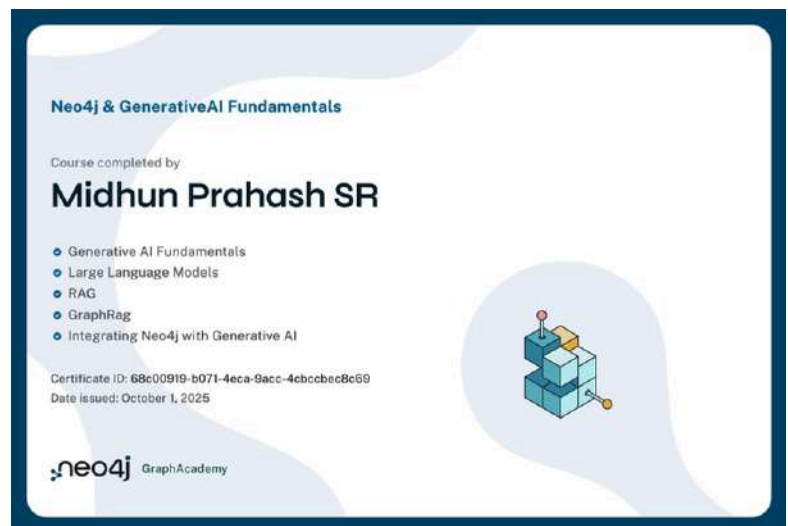 Neo4j & GenerativeAI Fundamentals
Course completed by
Midhun Prahash SR
Generative AI Fundamentals
Large Language Models
RAG
GraphRag
Integrating Neo4j with Generative AI
Certificate ID: 68c00919-b071-4eca-9acc-4cbccbec8c69
Date issued: October 1, 2025
neo4j GraphAcademy